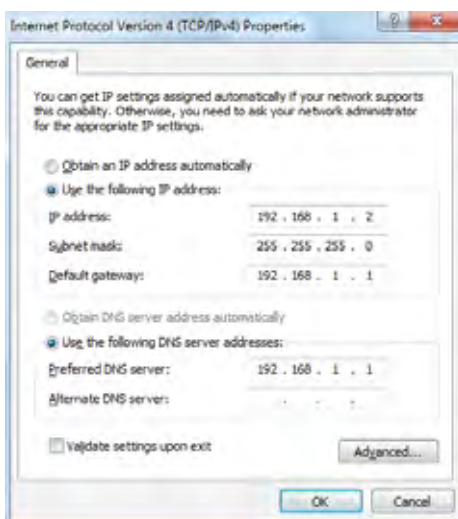 Internet Protocol Version 4 (TCP/IPv4) Properties
General
You can get IP settings assigned automatically if your network supports
this capability. Otherwise, you need to ask your network administrator
for the appropriate IP settings.
Obtain an IP address automatically
Use the following IP address:
IP address: 192 . 168 . 1 . 2
Subnet mask: 255 . 255 . 255 . 0
Default gateway: 192 . 168 . 1 . 1
Obtain DNS server address automatically
Use the following DNS server addresses:
Preferred DNS server: 192 . 168 . 1 . 1
Alternate DNS server: . . .
Validate settings upon exit
Advanced...
OK Cancel